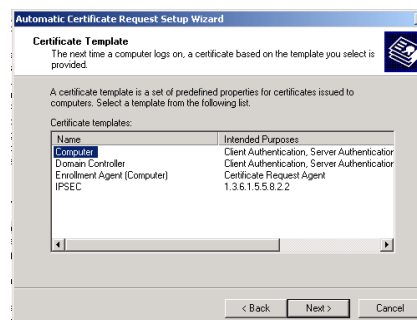 Automatic Certificate Request Setup Wizard
Certificate Template
The next time a computer logs on, a certificate based on the template you select is
provided.
A certificate template is a set of predefined properties for certificates issued to
computers. Select a template from the following list.
Certificate templates:
Name Intended Purposes
Computer Client Authentication, Server Authentication
Domain Controller Client Authentication, Server Authentication
Enrollment Agent (Computer) Certificate Request Agent
IPSEC 1.3.6.1.5.5.8.2.2
< Back Next > Cancel